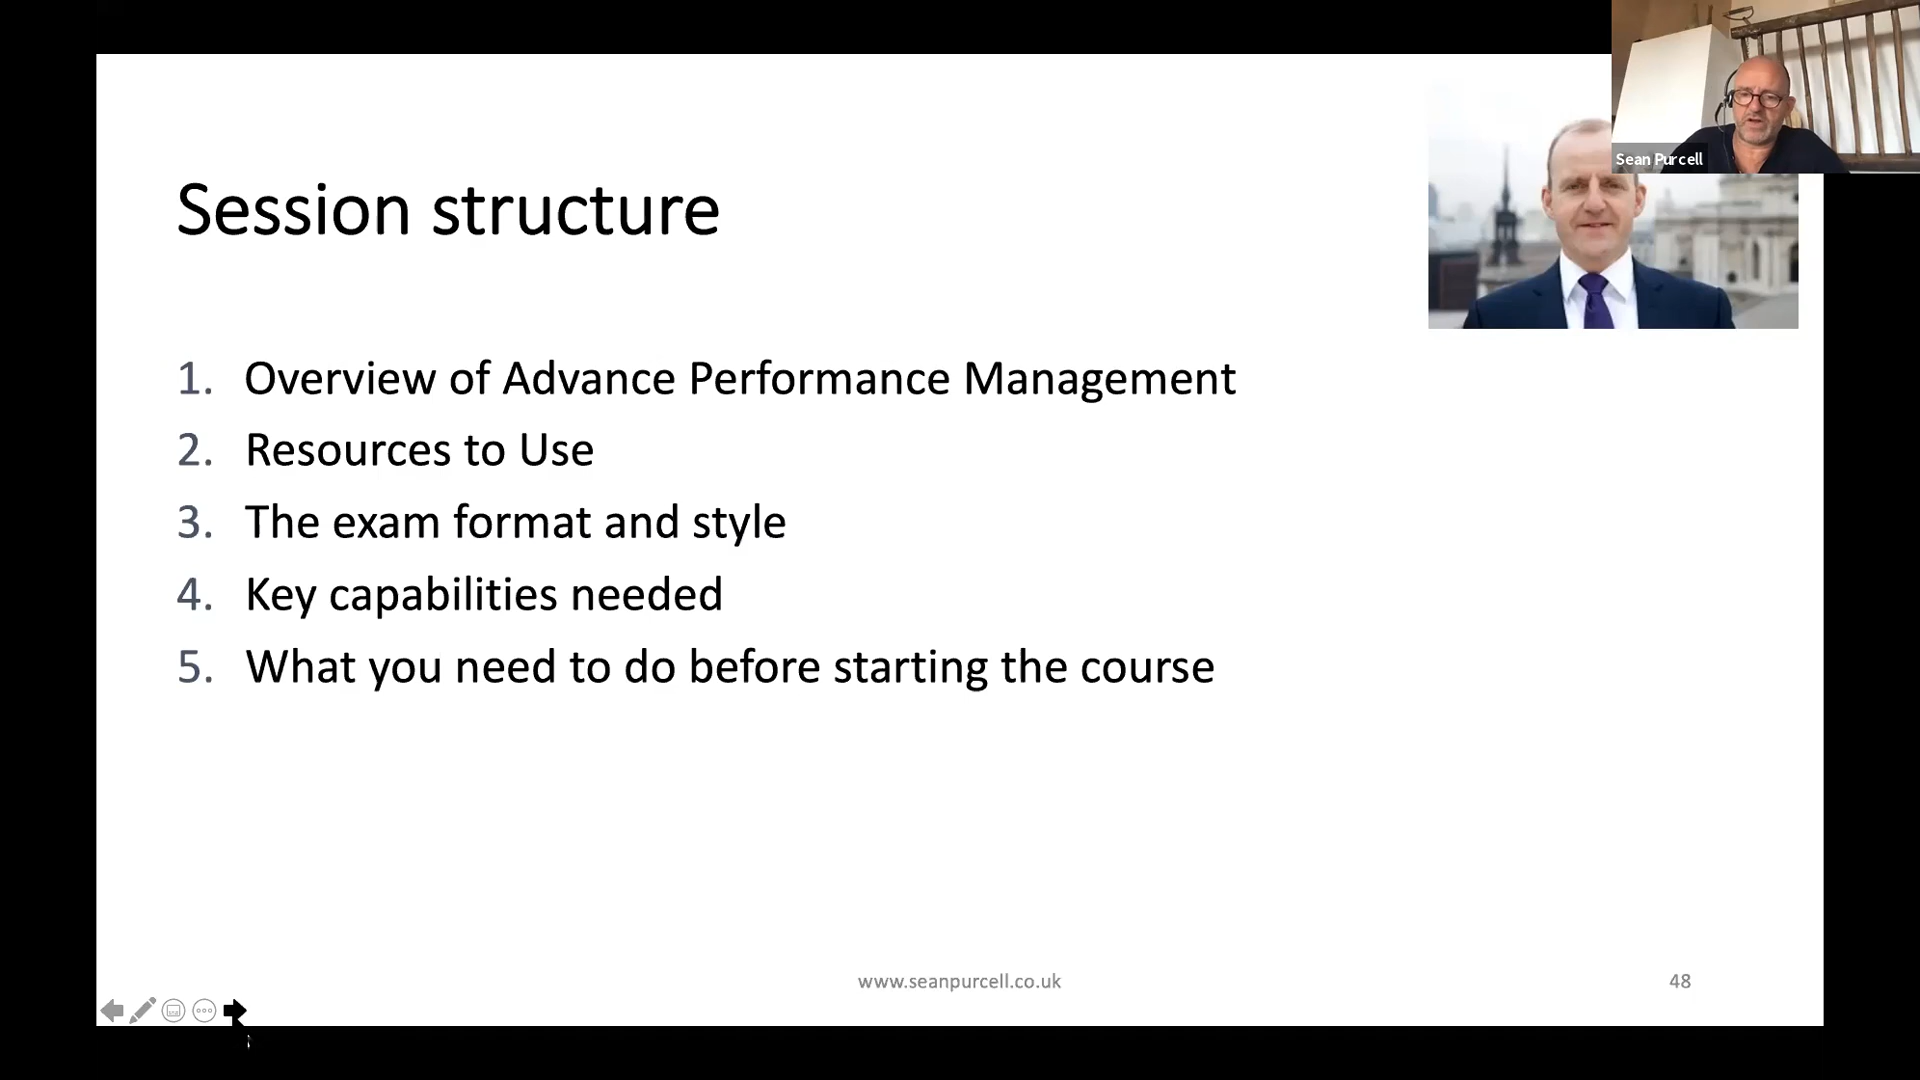 Sean Purcell
Session structure
1. Overview of Advance Performance Management
2. Resources to Use
3. The exam format and style
4. Key capabilities needed
5. What you need to do before starting the course
www.seanpurcell.co.uk
48